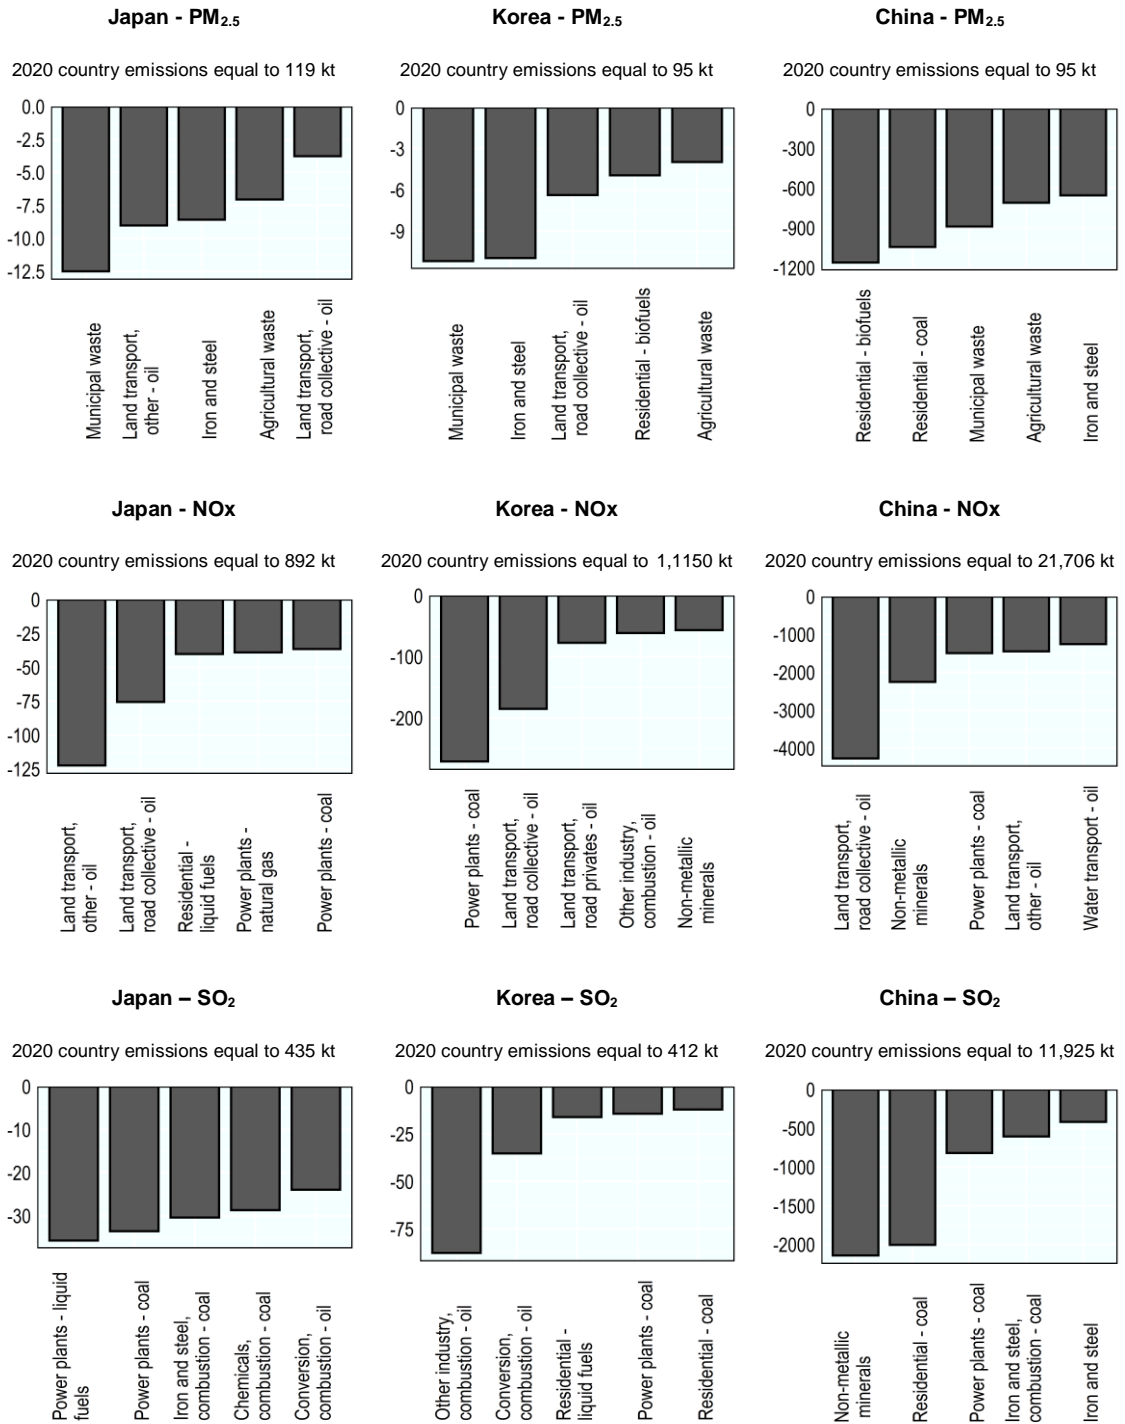 Japan - PM2.5
2020 country emissions equal to 119 kt
0.0
-2.5
-5.0
-7.5
-10.0
-12.5
Municipal waste
Land transport,
other - oil
Iron and steel
Agricultural waste
Land transport,
road collective - oil
Korea - PM2.5
2020 country emissions equal to 95 kt
0
-3
-6
-9
Municipal waste
Iron and steel
Land transport,
road collective - oil
Residential - biofuels
Agricultural waste
China - PM2.5
2020 country emissions equal to 95 kt
0
-300
-600
-900
-1200
Residential - biofuels
Residential - coal
Municipal waste
Agricultural waste
Iron and steel
Japan - NOx
2020 country emissions equal to 892 kt
0
-25
-50
-75
-100
-125
Land transport,
other - oil
Land transport,
road collective - oil
Residential -
liquid fuels
Power plants -
natural gas
Power plants - coal
Korea - NOx
2020 country emissions equal to 1,1150 kt
0
-100
-200
Power plants - coal
Land transport,
road collective - oil
Land transport,
road privates - oil
Other industry,
combustion - oil
Non-metallic
minerals
China - NOx
2020 country emissions equal to 21,706 kt
0
-1000
-2000
-3000
-4000
Land transport,
road collective - oil
Non-metallic
minerals
Power plants - coal
Land transport,
other - oil
Water transport - oil
Japan – SO2
2020 country emissions equal to 435 kt
0
-10
-20
-30
Power plants - liquid
fuels
Power plants - coal
Iron and steel,
combustion - coal
Chemicals,
combustion - coal
Conversion,
combustion - oil
Korea – SO2
2020 country emissions equal to 412 kt
0
-25
-50
-75
Other industry,
combustion - oil
Conversion,
combustion - oil
Residential -
liquid fuels
Power plants - coal
Residential - coal
China – SO2
2020 country emissions equal to 11,925 kt
0
-500
-1000
-1500
-2000
Non-metallic
minerals
Residential - coal
Power plants - coal
Iron and steel,
combustion - coal
Iron and steel